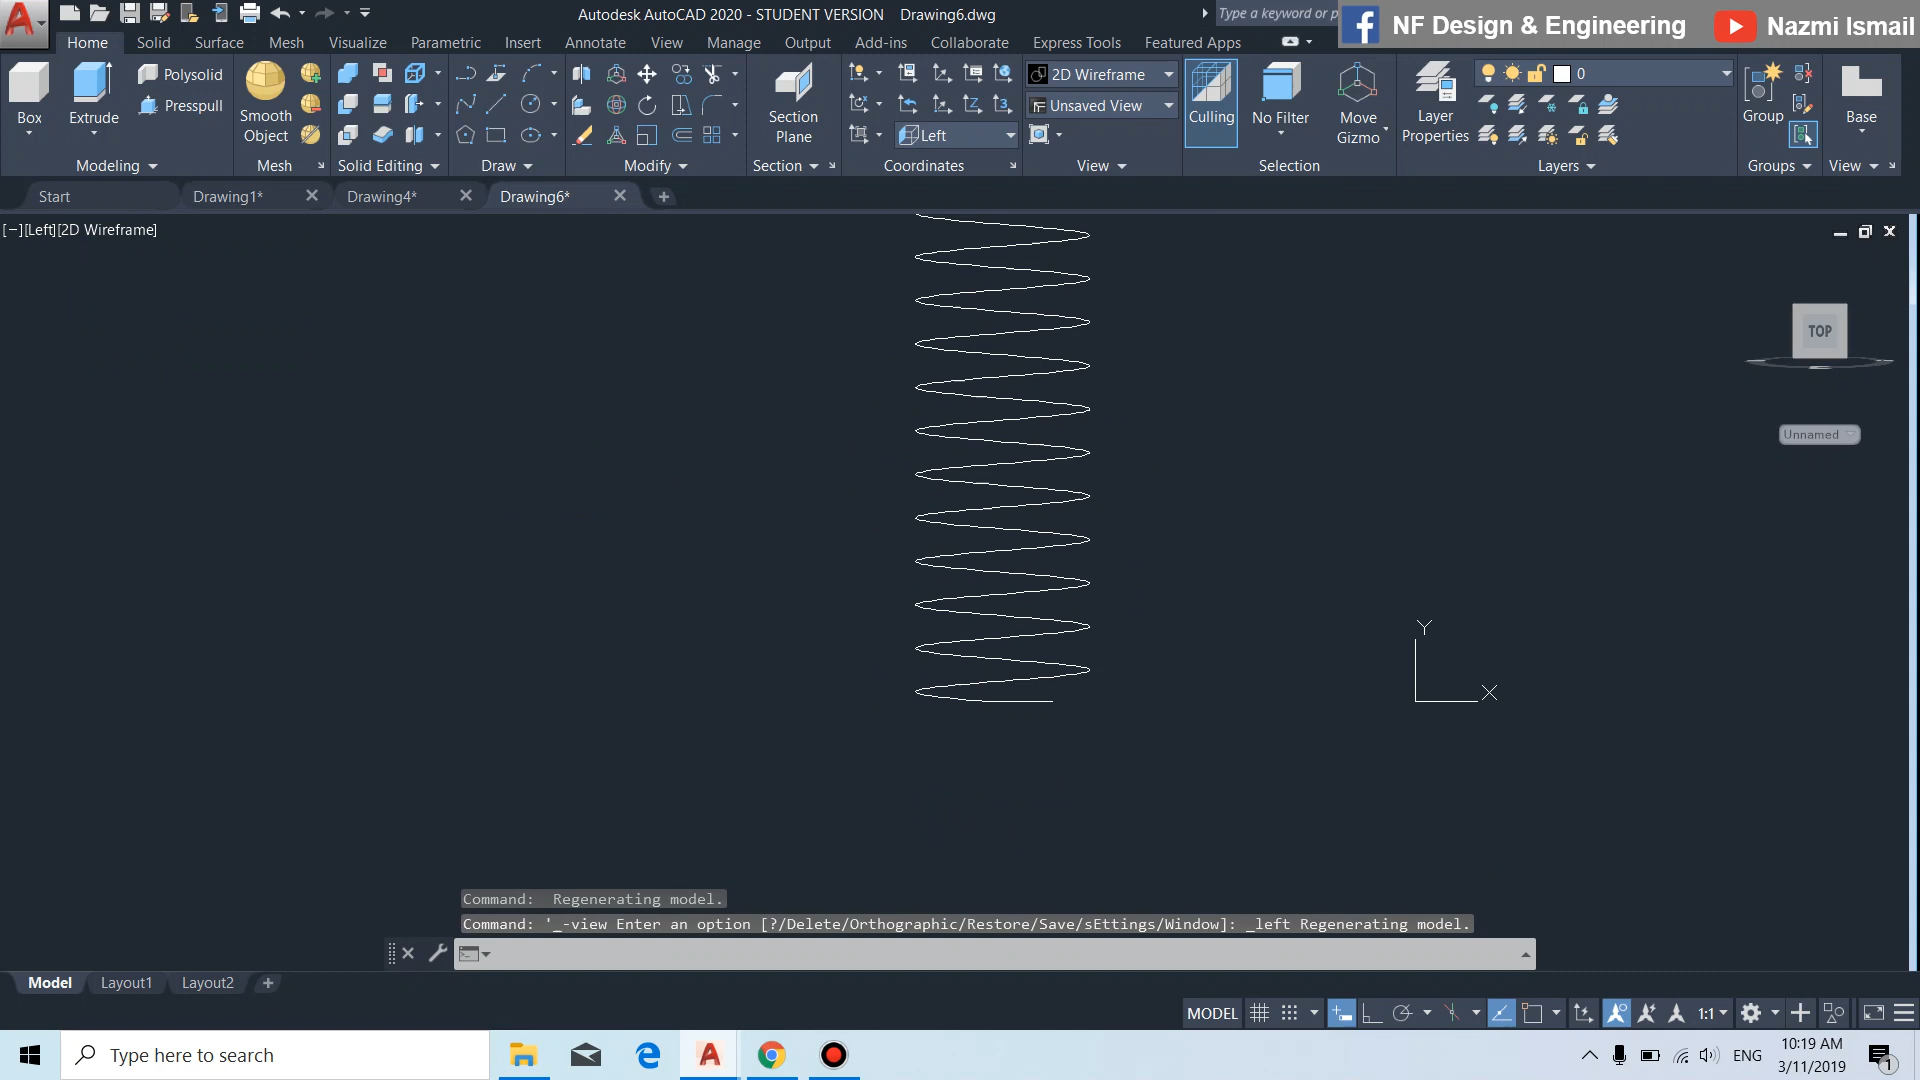 Autodesk AutoCAD 2020 - STUDENT VERSION    Drawing6.dwg
Type a keyword or p
NF Design & Engineering
Nazmi Ismail
Home
Solid
Surface
Mesh
Visualize
Parametric
Insert
Annotate
View
Manage
Output
Add-ins
Collaborate
Express Tools
Featured Apps
Box
Extrude
Polysolid
Presspull
Smooth
Object
Section
Plane
2D Wireframe
Unsaved View
Left
Culling
No Filter
Move
Gizmo
Layer
Properties
0
Group
Base
Modeling
Mesh
Solid Editing
Draw
Modify
Section
Coordinates
View
Selection
Layers
Groups
View
Start
Drawing1*
Drawing4*
Drawing6*
[−][Left][2D Wireframe]
TOP
Unnamed
Y
X
Command:  Regenerating model.
Command: '_-view Enter an option [?/Delete/Orthographic/Restore/Save/sEttings/Window]: _left Regenerating model.
Model
Layout1
Layout2
MODEL
1:1
Type here to search
ENG
10:19 AM
3/11/2019
1